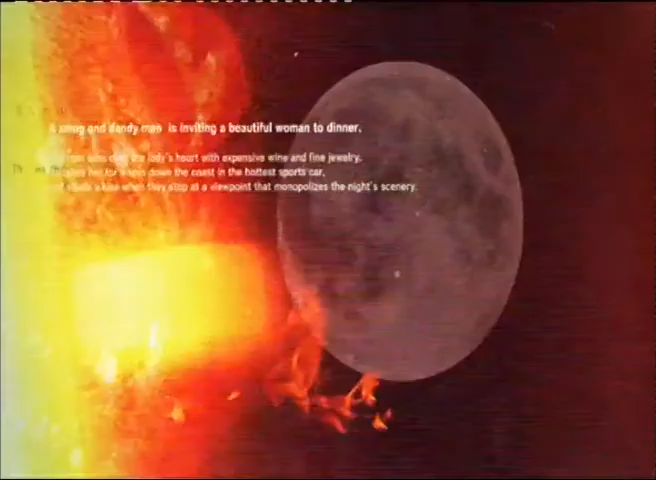 A smug and dandy man is inviting a beautiful woman to dinner.
wins over the lady's heart with expensive wine and fine jewelry.
her for a spin down the coast in the hottest sports car.
a kiss when they stop at a viewpoint that monopolizes the night's scenery.